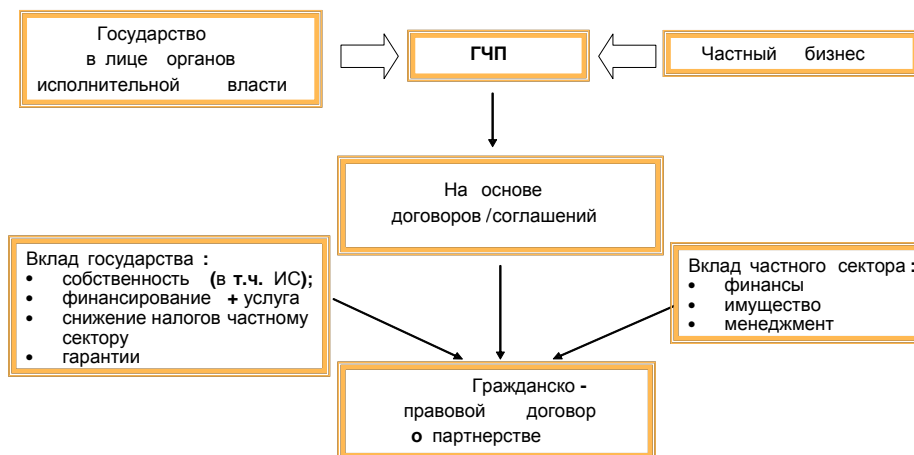 Государство
в лице органов
исполнительной власти
ГЧП
Частный бизнес
На основе
договоров /соглашений
Вклад государства :
• собственность (в т.ч. ИС);
• финансирование + услуга
• снижение налогов частному
сектору
• гарантии
Вклад частного сектора :
• финансы
• имущество
• менеджмент
Гражданско -
правовой договор
о партнерстве